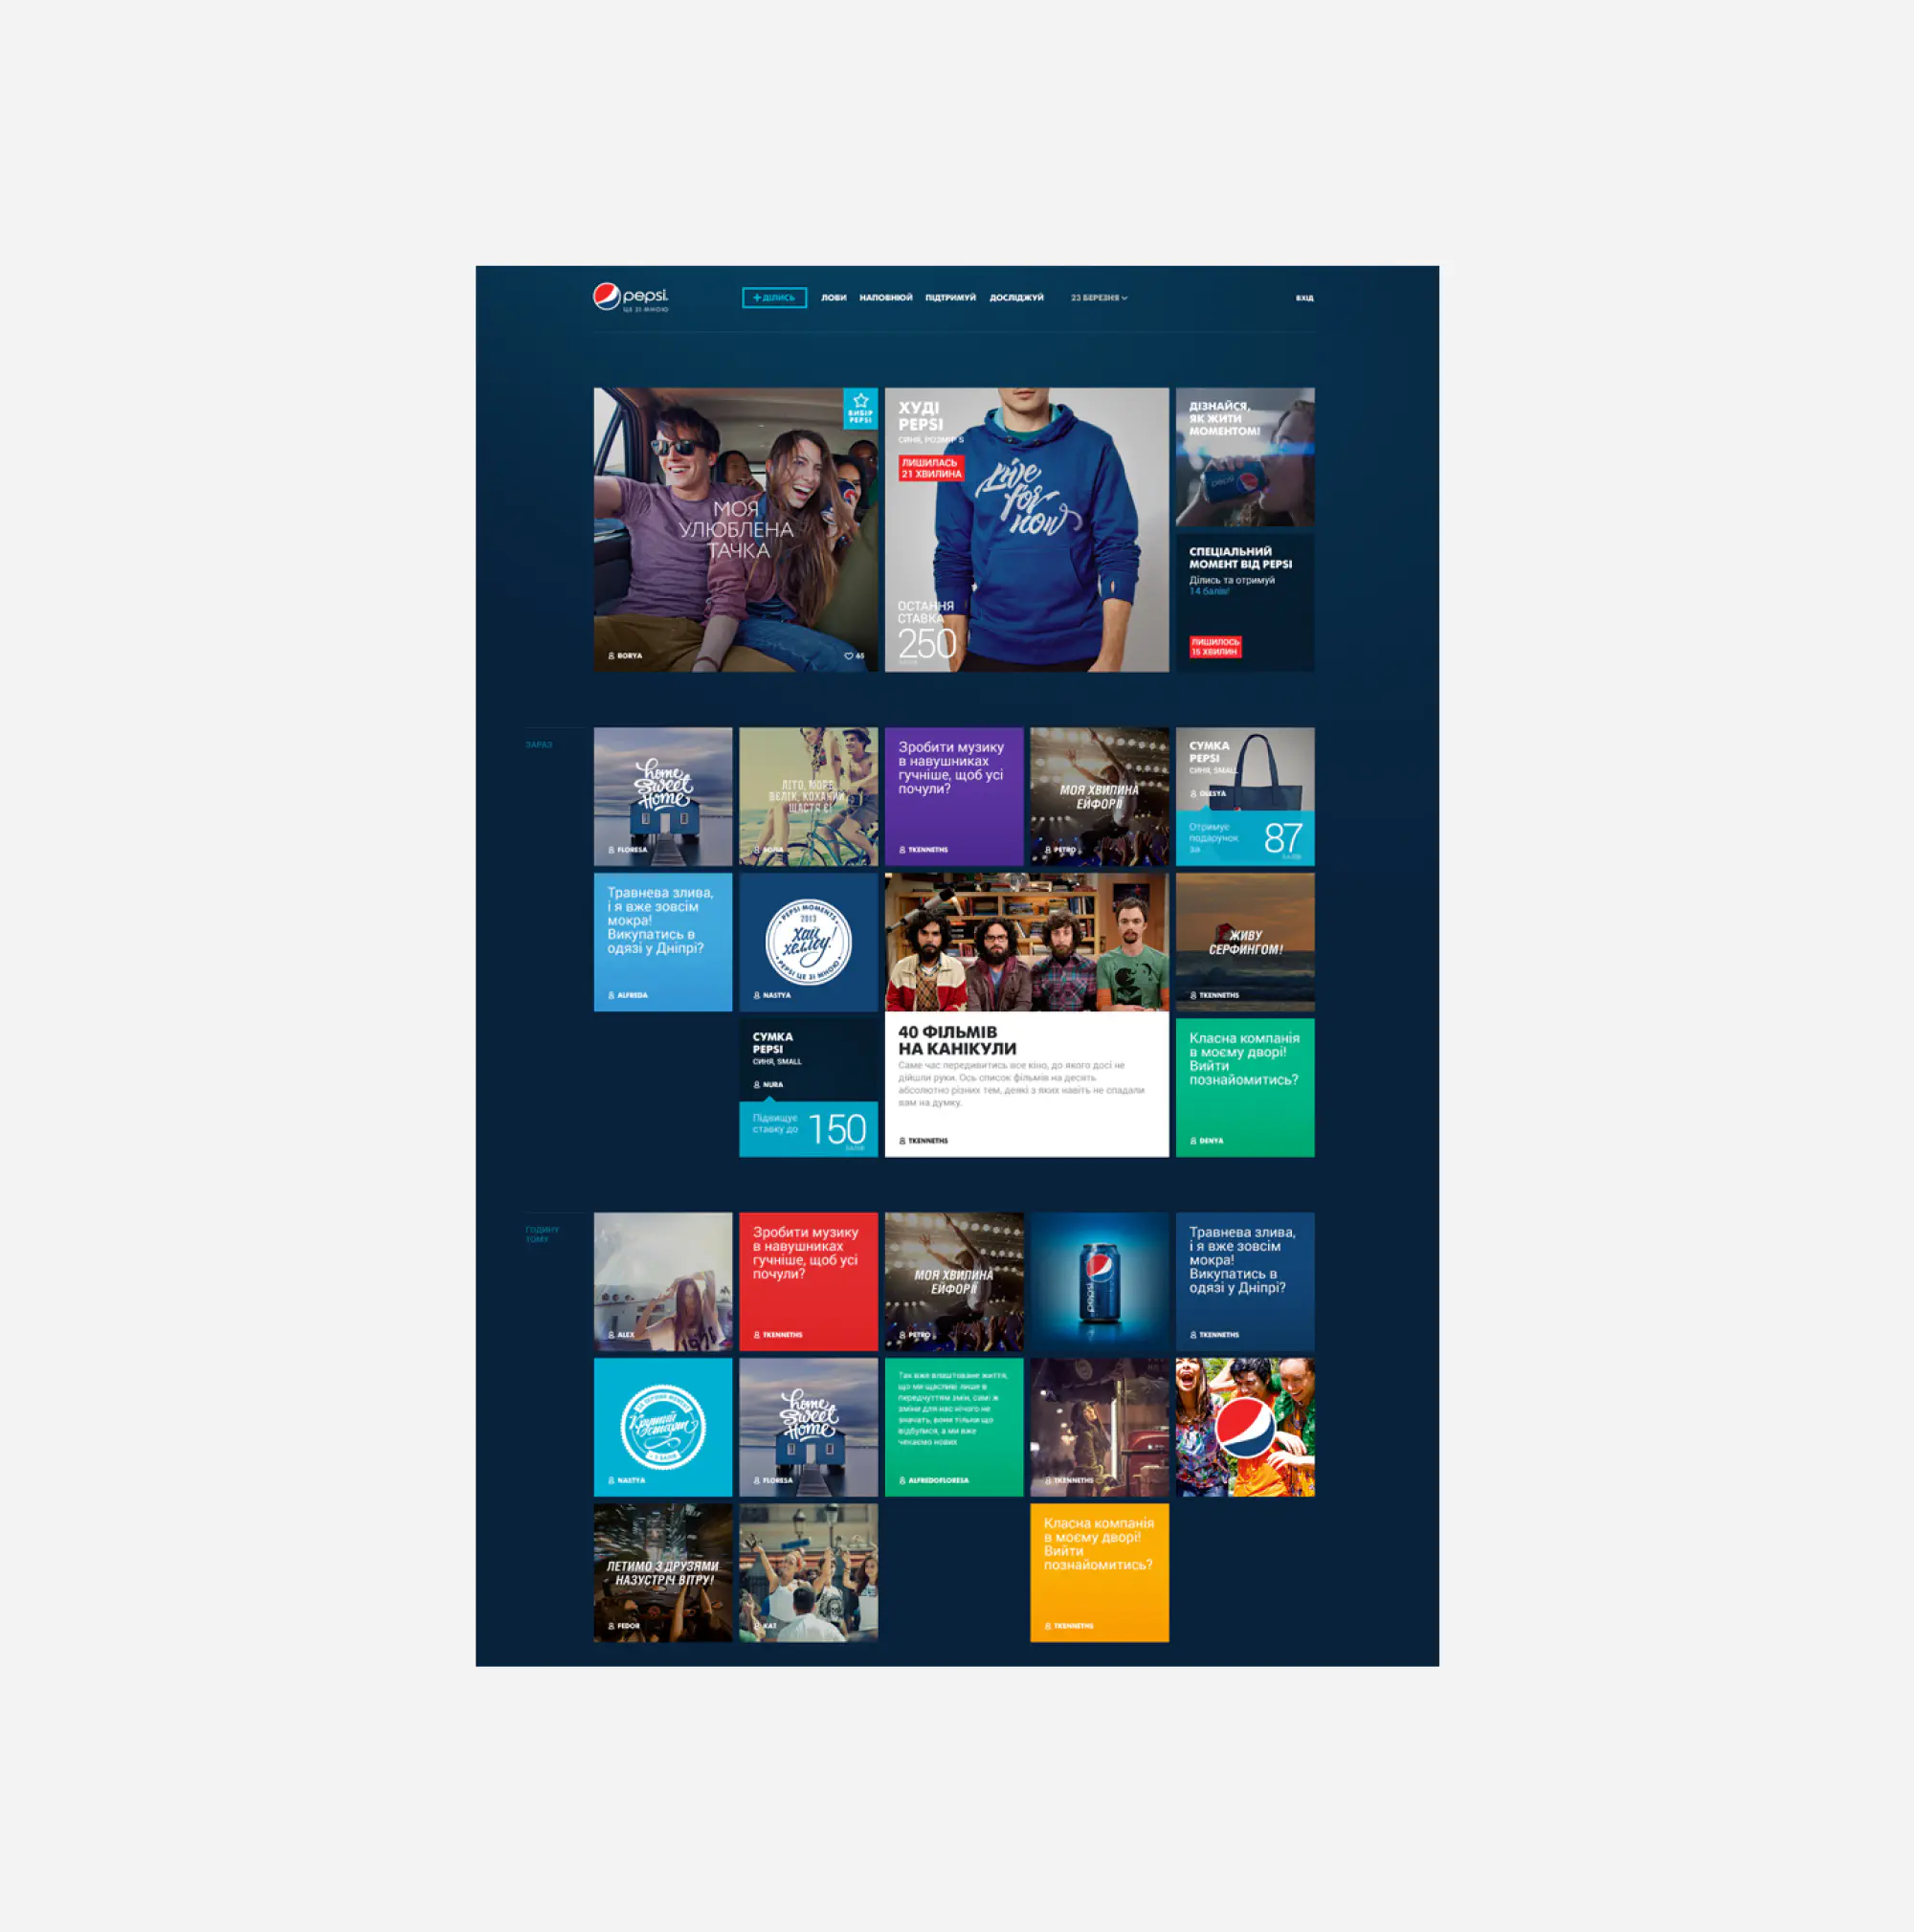 pepsi.
ЦЕ ЗІ МНОЮ
+ ДІЛИСЬ
ЛОВИ
НАПОВНЮЙ
ПІДТРИМУЙ
ДОСЛІДЖУЙ
23 БЕРЕЗНЯ
ВХІД
ВИБІР
PEPSI
МОЯ
УЛЮБЛЕНА
ТАЧКА
BORYA
65
ХУДІ
PEPSI
СИНЯ, РОЗМІР S
ЛИШИЛАСЬ
21 ХВИЛИНА
Live
for
now
ОСТАННЯ
СТАВКА
250
БАЛІВ
ДІЗНАЙСЯ,
ЯК ЖИТИ
МОМЕНТОМ!
pepsi
СПЕЦІАЛЬНИЙ
МОМЕНТ ВІД PEPSI
Ділись та отримуй
14 балів!
ЛИШИЛОСЬ
15 ХВИЛИН
ЗАРАЗ
home
Sweet
Home
FLORESA
ЛІТО, МОРЕ,
ВЕЛІК, КОХАНИЙ
ЩАСТЯ Є!
Зробити музику
в навушниках
гучніше, щоб усі
почули?
TKENNETHS
МОЯ ХВИЛИНА
ЕЙФОРІЇ
PETRO
СУМКА
PEPSI
СИНЯ, SMALL
OLESYA
Отримує
подарунок
за
87
БАЛІВ
Травнева злива,
і я вже зовсім
мокра!
Викупатись в
одязі у Дніпрі?
ALFREDA
PEPSI MOMENTS
2013
хай
хеллоу!
PEPSI ЦЕ ЗІ МНОЮ
NASTYA
40 ФІЛЬМІВ
НА КАНІКУЛИ
Саме час передивитись все кіно, до якого досі не
дійшли руки. Ось список фільмів на десять
абсолютно різних тем, деякі з яких навіть не спадали
вам на думку.
TKENNETHS
ЖИВУ
СЕРФИНГОМ!
TKENNETHS
СУМКА
PEPSI
СИНЯ, SMALL
NURA
Підвищує
ставку до
150
БАЛІВ
Класна компанія
в моєму дворі!
Вийти
познайомитись?
DENYA
ГОДИНУ
ТОМУ
ALEX
Зробити музику
в навушниках
гучніше, щоб усі
почули?
TKENNETHS
МОЯ ХВИЛИНА
ЕЙФОРІЇ
PETRO
pepsi
Травнева злива,
і я вже зовсім
мокра!
Викупатись в
одязі у Дніпрі?
TKENNETHS
Крутий
старт
NASTYA
home
Sweet
Home
FLORESA
Так вже влаштоване життя,
що ми щасливі лише в
передчуттям змін, самі ж
зміни для нас нічого не
значать, вони тільки що
відбулися, а ми вже
чекаємо нових
ALFREDOFLORESA
TKENNETHS
ЛЕТИМО З ДРУЗЯМИ
НАЗУСТРІЧ ВІТРУ!
FEDOR
KAT
Класна компанія
в моєму дворі!
Вийти
познайомитись?
TKENNETHS